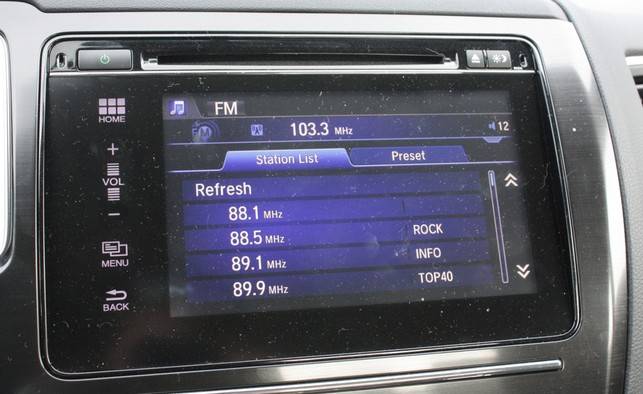 FM
HOME
FM
103.3 MHz
12
+
Station List
Preset
VOL
Refresh
88.1 MHz
−
88.5 MHz ROCK
89.1 MHz INFO
MENU
89.9 MHz TOP40
BACK